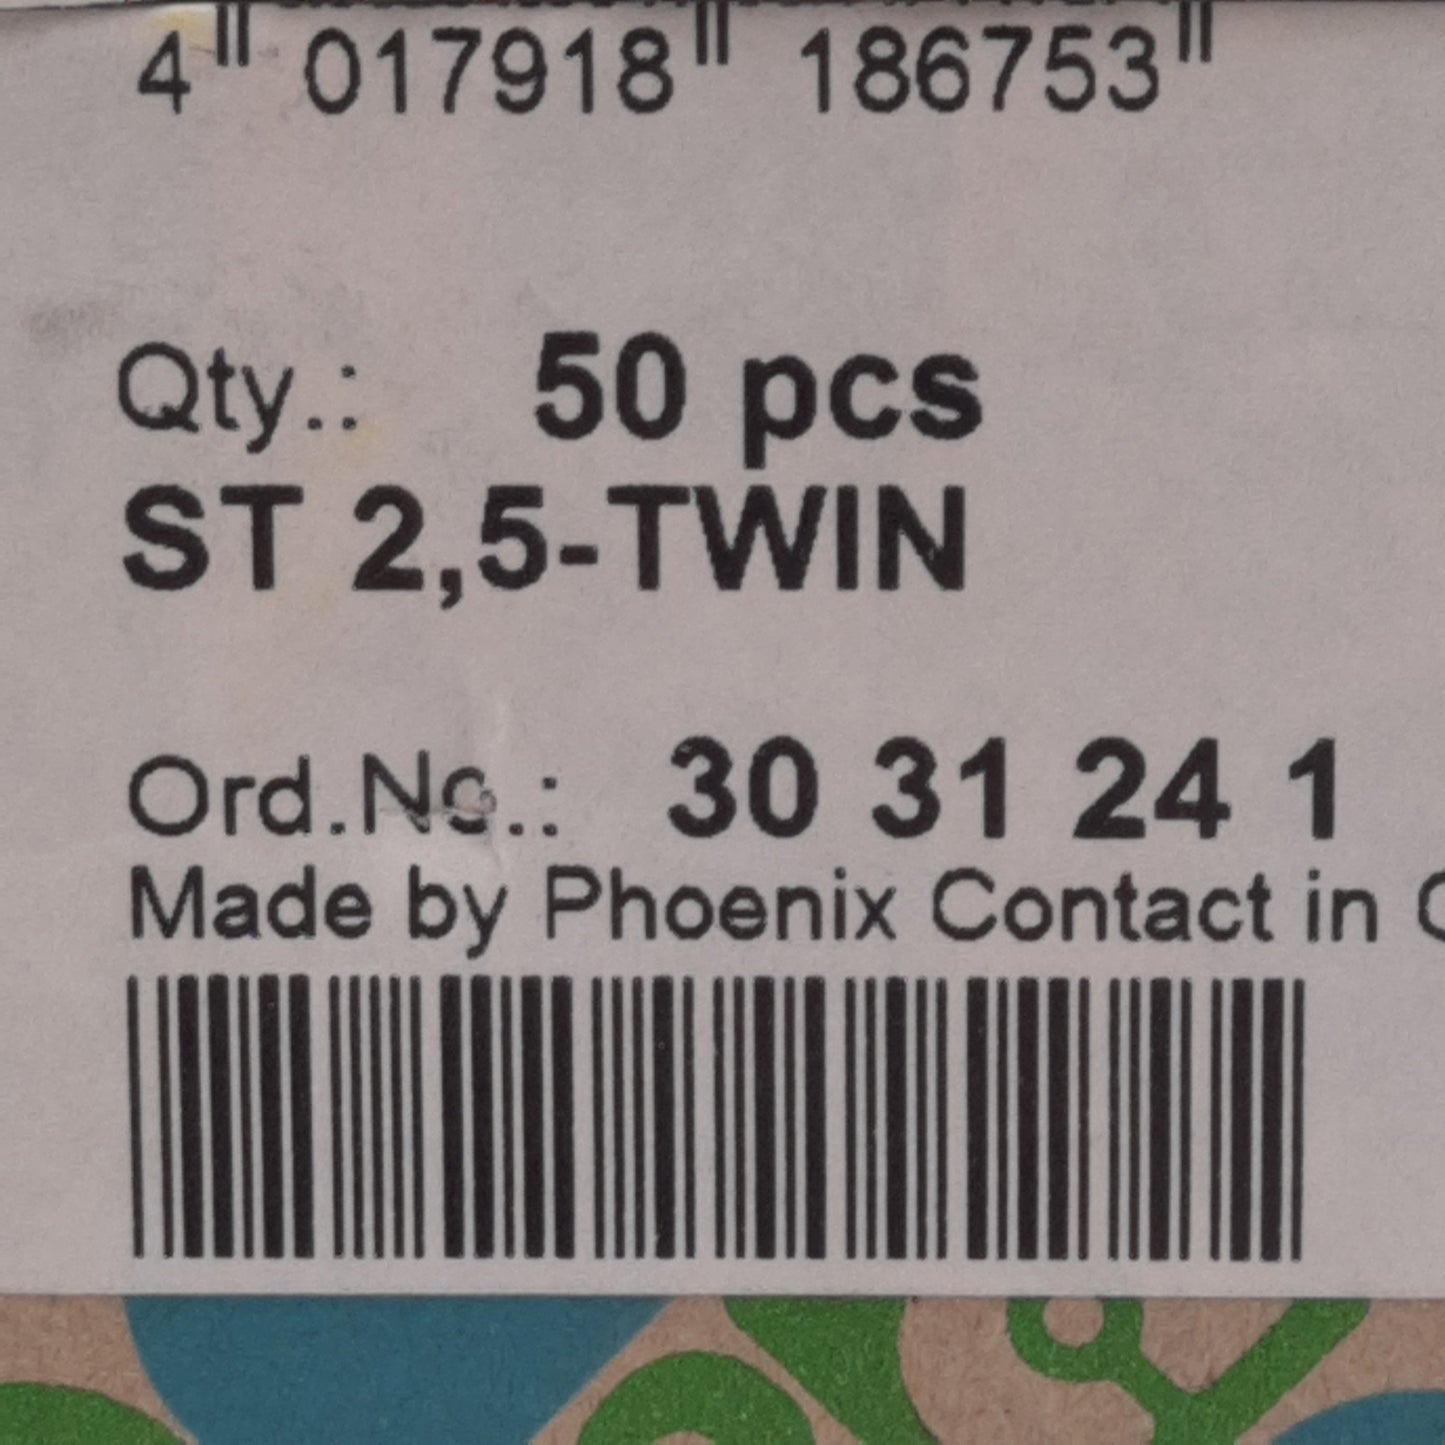 4 017918 186753
Qty.: 50 pcs
ST 2,5-TWIN
Ord.No.: 30 31 24 1
Made by Phoenix Contact in